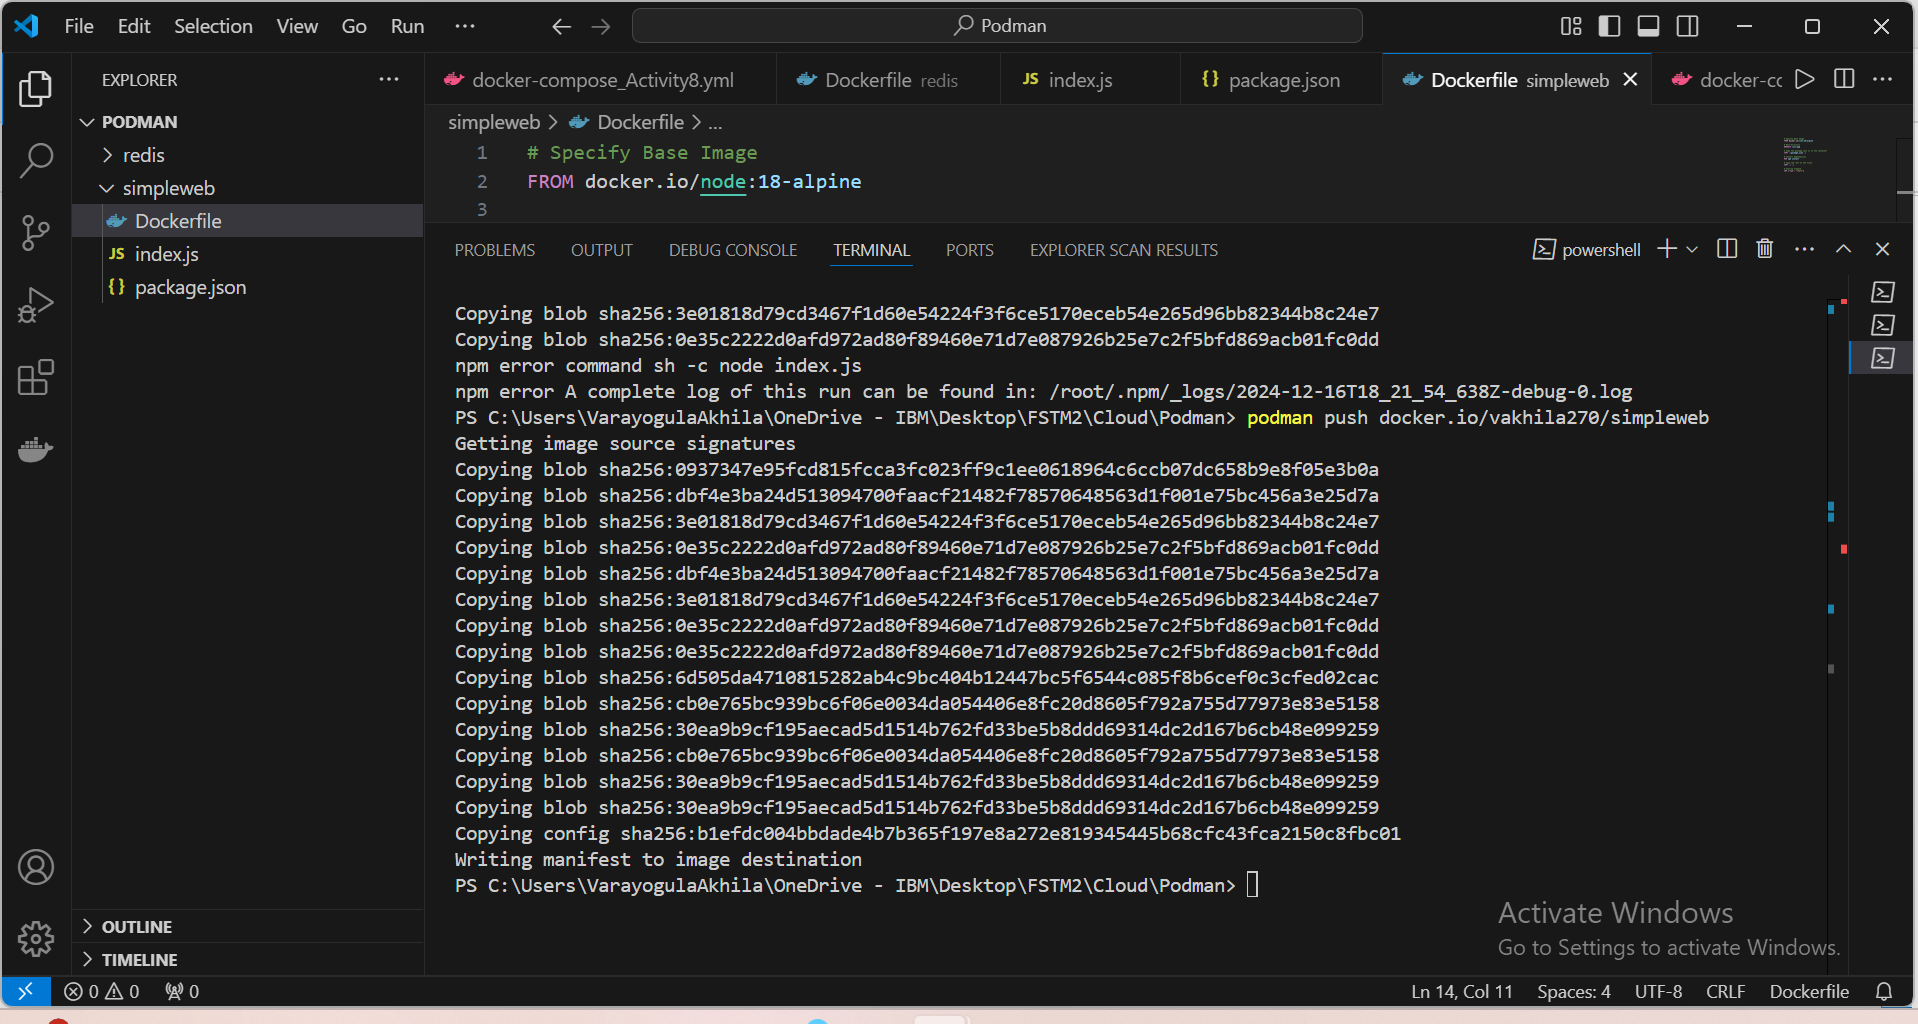 File Edit Selection View Go Run ··· Podman
EXPLORER ···
PODMAN
redis
simpleweb
Dockerfile
JS index.js
{} package.json
OUTLINE
TIMELINE
docker-compose_Activity8.yml Dockerfile redis JS index.js {} package.json Dockerfile simpleweb docker-cc ···
simpleweb > Dockerfile > ...
1 # Specify Base Image
2 FROM docker.io/node:18-alpine
3
PROBLEMS OUTPUT DEBUG CONSOLE TERMINAL PORTS EXPLORER SCAN RESULTS powershell ···
Copying blob sha256:3e01818d79cd3467f1d60e54224f3f6ce5170eceb54e265d96bb82344b8c24e7
Copying blob sha256:0e35c2222d0afd972ad80f89460e71d7e087926b25e7c2f5bfd869acb01fc0dd
npm error command sh -c node index.js
npm error A complete log of this run can be found in: /root/.npm/_logs/2024-12-16T18_21_54_638Z-debug-0.log
PS C:\Users\VarayogulaAkhila\OneDrive - IBM\Desktop\FSTM2\Cloud\Podman> podman push docker.io/vakhila270/simpleweb
Getting image source signatures
Copying blob sha256:0937347e95fcd815fcca3fc023ff9c1ee0618964c6ccb07dc658b9e8f05e3b0a
Copying blob sha256:dbf4e3ba24d513094700faacf21482f78570648563d1f001e75bc456a3e25d7a
Copying blob sha256:3e01818d79cd3467f1d60e54224f3f6ce5170eceb54e265d96bb82344b8c24e7
Copying blob sha256:0e35c2222d0afd972ad80f89460e71d7e087926b25e7c2f5bfd869acb01fc0dd
Copying blob sha256:dbf4e3ba24d513094700faacf21482f78570648563d1f001e75bc456a3e25d7a
Copying blob sha256:3e01818d79cd3467f1d60e54224f3f6ce5170eceb54e265d96bb82344b8c24e7
Copying blob sha256:0e35c2222d0afd972ad80f89460e71d7e087926b25e7c2f5bfd869acb01fc0dd
Copying blob sha256:0e35c2222d0afd972ad80f89460e71d7e087926b25e7c2f5bfd869acb01fc0dd
Copying blob sha256:6d505da4710815282ab4c9bc404b12447bc5f6544c085f8b6cef0c3cfed02cac
Copying blob sha256:cb0e765bc939bc6f06e0034da054406e8fc20d8605f792a755d77973e83e5158
Copying blob sha256:30ea9b9cf195aecad5d1514b762fd33be5b8ddd69314dc2d167b6cb48e099259
Copying blob sha256:cb0e765bc939bc6f06e0034da054406e8fc20d8605f792a755d77973e83e5158
Copying blob sha256:30ea9b9cf195aecad5d1514b762fd33be5b8ddd69314dc2d167b6cb48e099259
Copying blob sha256:30ea9b9cf195aecad5d1514b762fd33be5b8ddd69314dc2d167b6cb48e099259
Copying config sha256:b1efdc004bbdade4b7b365f197e8a272e819345445b68cfc43fca2150c8fbc01
Writing manifest to image destination
PS C:\Users\VarayogulaAkhila\OneDrive - IBM\Desktop\FSTM2\Cloud\Podman>
Activate Windows
Go to Settings to activate Windows.
0 0 0 Ln 14, Col 11 Spaces: 4 UTF-8 CRLF Dockerfile